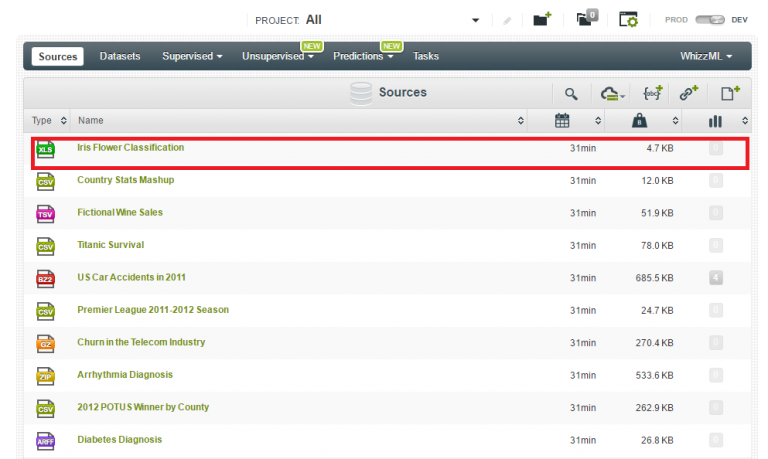 PROJECT: All 0 PROD DEV
NEW NEW
Sources Datasets Supervised Unsupervised Predictions Tasks WhizzML
Sources {abc}
Type Name B
XLS Iris Flower Classification 31min 4.7 KB 0
CSV Country Stats Mashup 31min 12.0 KB 0
TSV Fictional Wine Sales 31min 51.9 KB 0
CSV Titanic Survival 31min 78.0 KB 0
BZ2 US Car Accidents in 2011 31min 685.5 KB 4
CSV Premier League 2011-2012 Season 31min 24.7 KB 0
GZ Churn in the Telecom Industry 31min 270.4 KB 0
ZIP Arrhythmia Diagnosis 31min 533.6 KB 0
CSV 2012 POTUS Winner by County 31min 262.9 KB 0
ARFF Diabetes Diagnosis 31min 26.8 KB 0